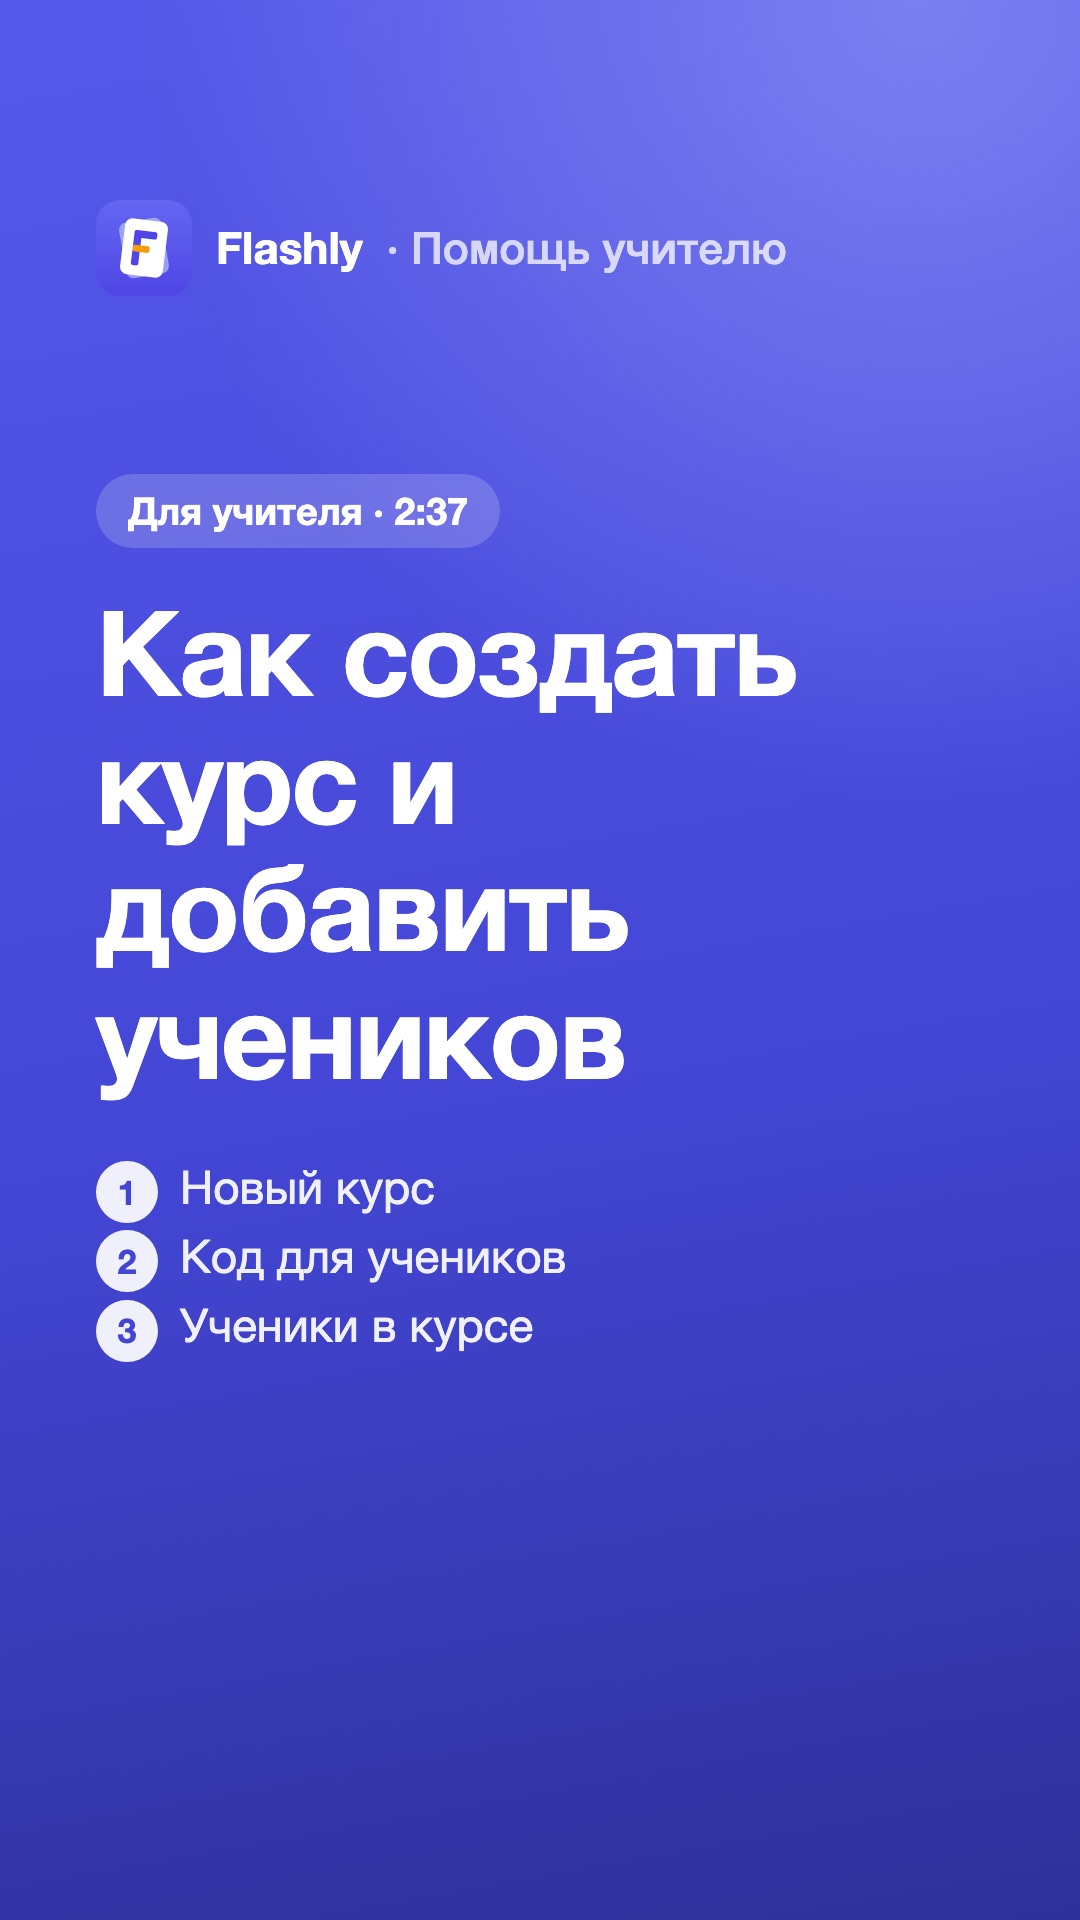 Flashly · Помощь учителю
Для учителя · 2:37
Как создать
курс и
добавить
учеников
1 Новый курс
2 Код для учеников
3 Ученики в курсе